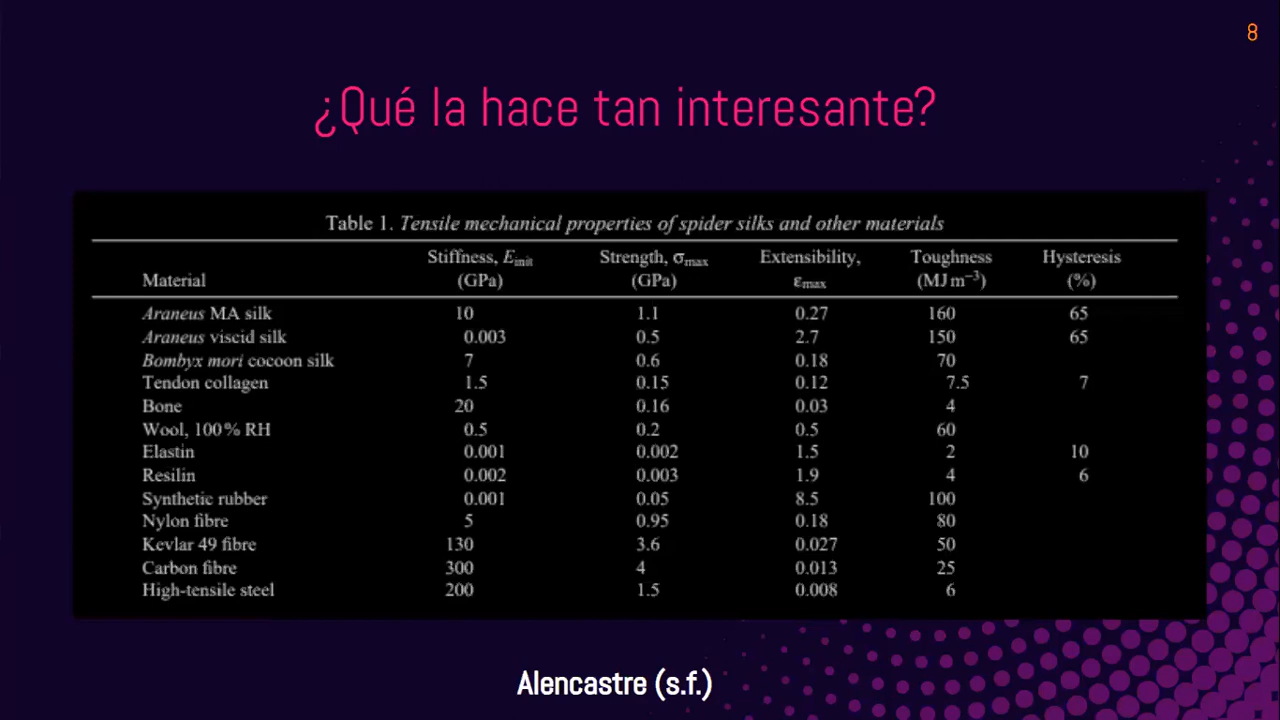 8
¿Qué la hace tan interesante?
Table 1. Tensile mechanical properties of spider silks and other materials
Stiffness, Einit Strength, σmax Extensibility, Toughness Hysteresis
Material (GPa) (GPa) εmax (MJ m−3) (%)
Araneus MA silk 10 1.1 0.27 160 65
Araneus viscid silk 0.003 0.5 2.7 150 65
Bombyx mori cocoon silk 7 0.6 0.18 70
Tendon collagen 1.5 0.15 0.12 7.5 7
Bone 20 0.16 0.03 4
Wool, 100% RH 0.5 0.2 0.5 60
Elastin 0.001 0.002 1.5 2 10
Resilin 0.002 0.003 1.9 4 6
Synthetic rubber 0.001 0.05 8.5 100
Nylon fibre 5 0.95 0.18 80
Kevlar 49 fibre 130 3.6 0.027 50
Carbon fibre 300 4 0.013 25
High-tensile steel 200 1.5 0.008 6
Alencastre (s.f.)